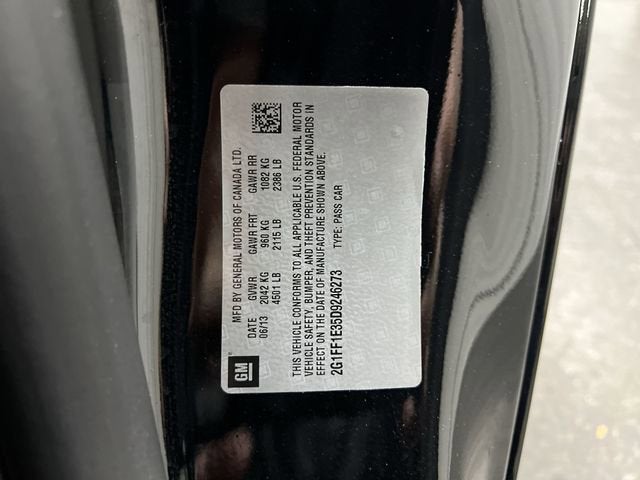 GM
MFD BY GENERAL MOTORS OF CANADA LTD.
DATE GVWR GAWR FRT GAWR RR
06/13 2042 KG 960 KG 1082 KG
4501 LB 2115 LB 2386 LB
THIS VEHICLE CONFORMS TO ALL APPLICABLE U.S. FEDERAL MOTOR
VEHICLE SAFETY, BUMPER, AND THEFT PREVENTION STANDARDS IN
EFFECT ON THE DATE OF MANUFACTURE SHOWN ABOVE.
2G1FF1E35D9246273 TYPE: PASS CAR